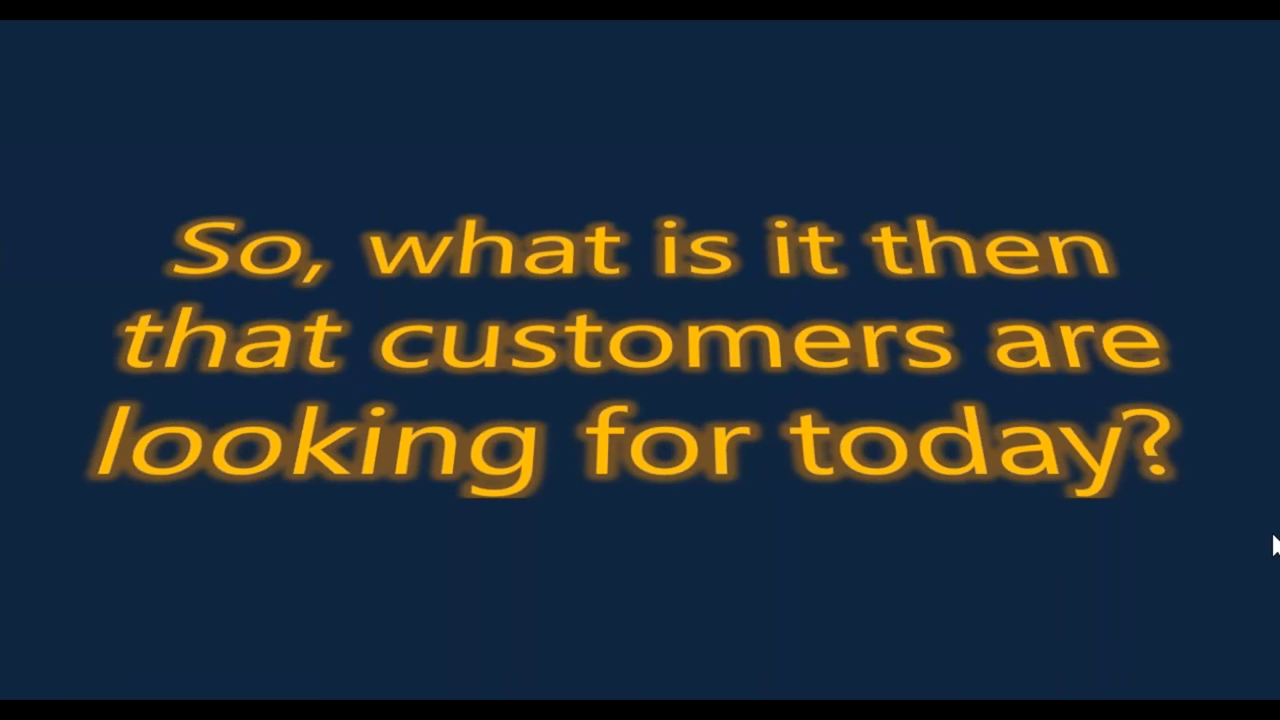 So, what is it then
that customers are
looking for today?